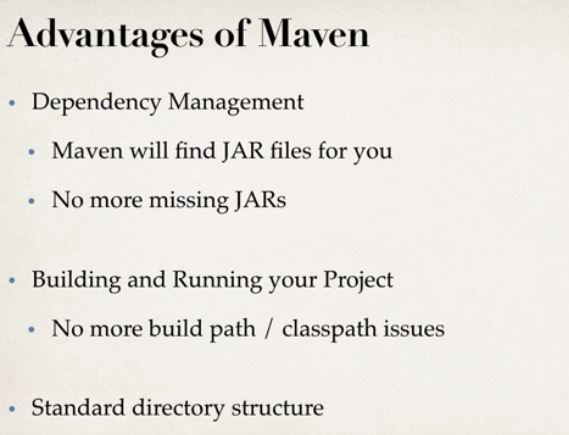 Advantages of Maven
• Dependency Management
• Maven will find JAR files for you
• No more missing JARs
• Building and Running your Project
• No more build path / classpath issues
• Standard directory structure